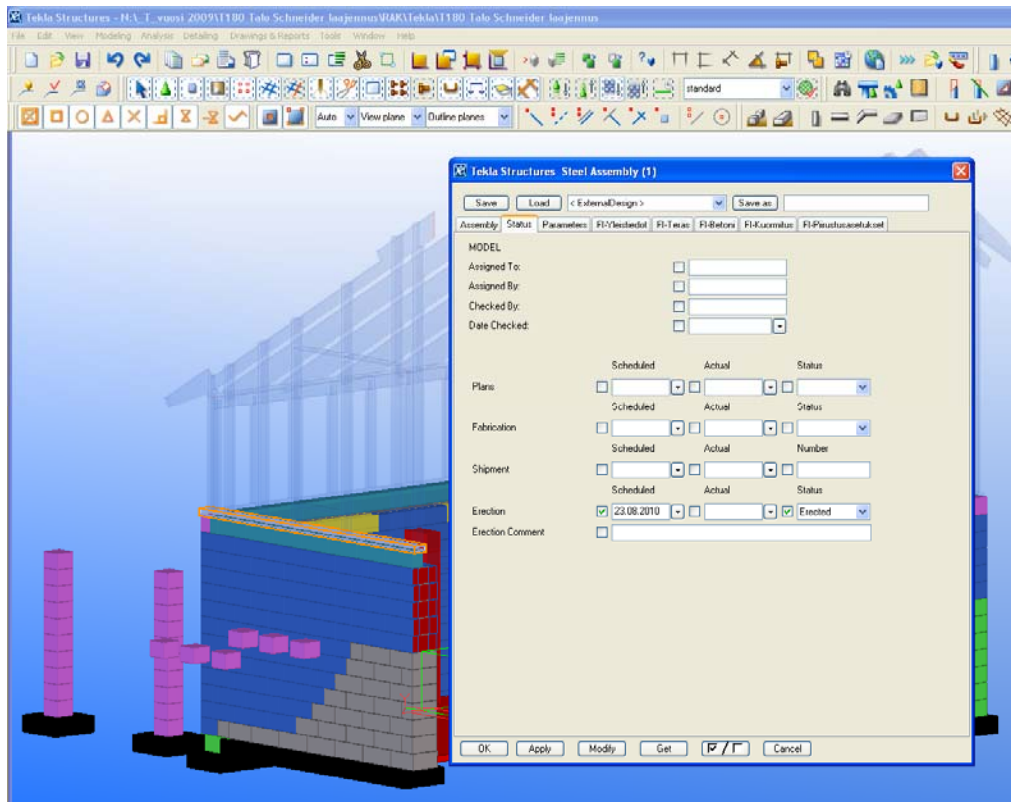 Tekla Structures - N:\_T_vuosi 2009\T180 Talo Schneider laajennus\RAK\Tekla\T180 Talo Schneider laajennus
File Edit View Modeling Analysis Detailing Drawings & Reports Tools Window Help
standard
Auto View plane Outline planes
Tekla Structures Steel Assembly (1)
Save Load < ExternalDesign > Save as
Assembly Status Parameters FI-Yleistiedot FI-Teräs FI-Betoni FI-Kuormitus FI-Piirustusasetukset
MODEL
Assigned To:
Assigned By:
Checked By:
Date Checked:
Scheduled Actual Status
Plans
Scheduled Actual Status
Fabrication
Scheduled Actual Number
Shipment
Scheduled Actual Status
Erection 23.08.2010 Erected
Erection Comment
OK Apply Modify Get Cancel